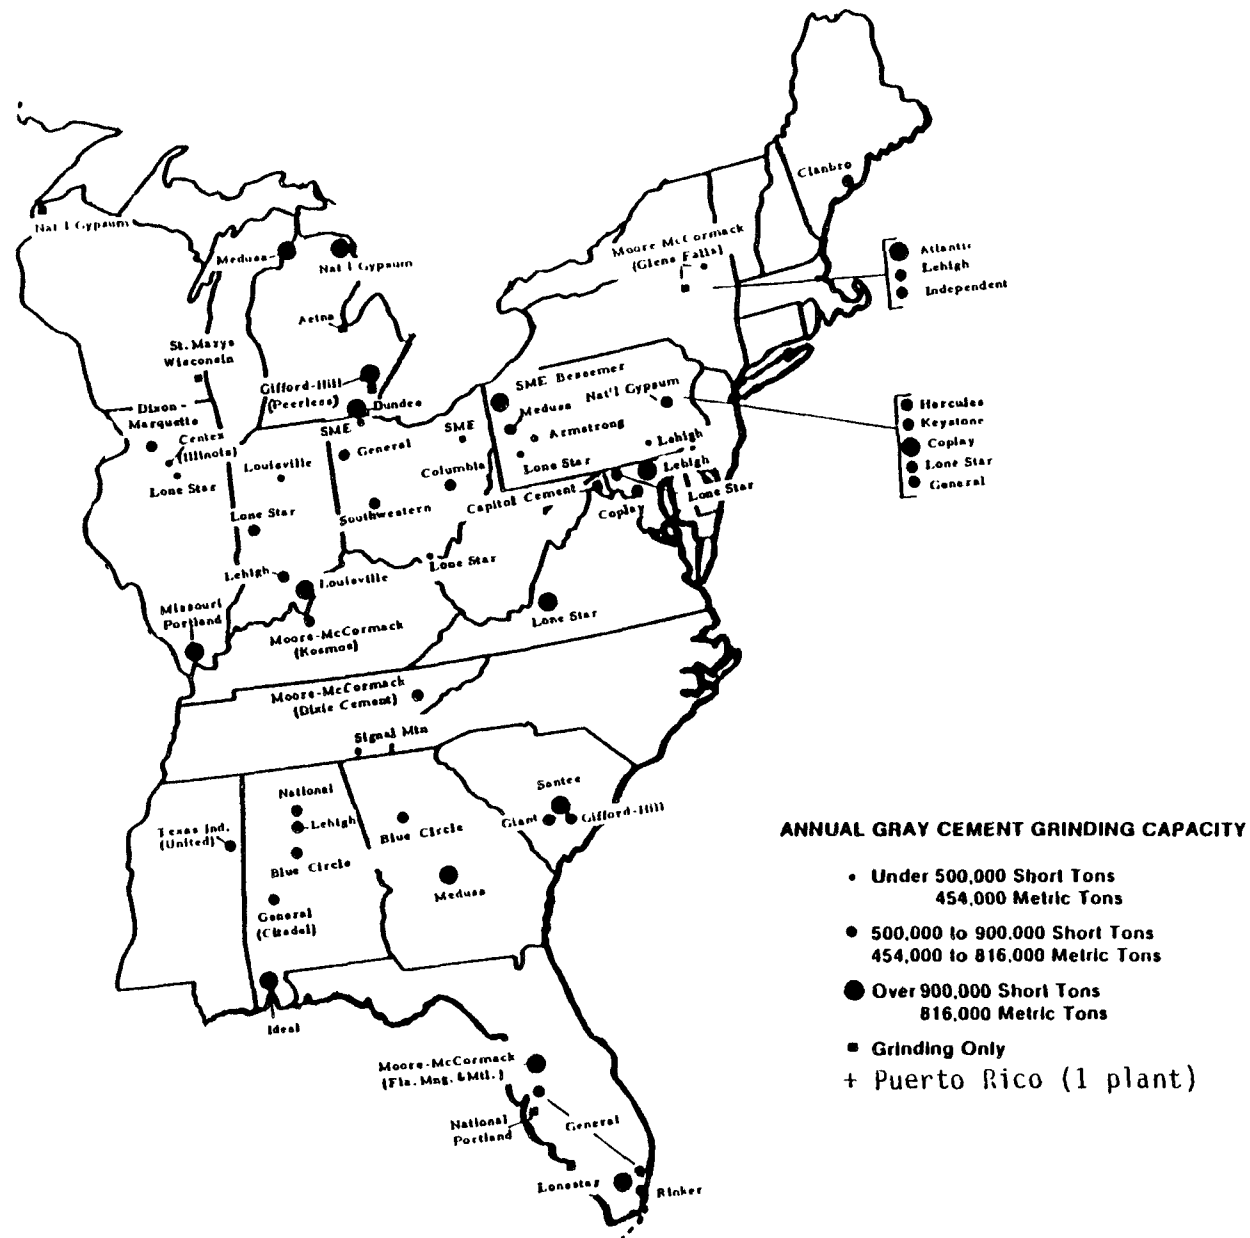 Cianbro
Nat'l Gypsum
Medusa
Nat'l Gypsum
Moore McCormack
(Glens Falls)
Atlantic
Lehigh
Independent
Aetna
St. Marys
Wisconsin
Gifford-Hill
(Peerless)
Dundee
SME Bessemer
Medusa
Nat'l Gypsum
Armstrong
Lone Star
Lehigh
Lehigh
Lone Star
Hercules
Keystone
Coplay
Lone Star
General
Dixon-
Marquette
Centex
(Illinois)
Lone Star
Louisville
SME
General
SME
Columbia
Southwestern
Capitol Cement
Coplay
Lone Star
Lehigh
Louisville
Lone Star
Missouri
Portland
Moore-McCormack
(Kosmos)
Lone Star
Moore-McCormack
(Dixie Cement)
Signal Mtn
National
Lehigh
Texas Ind.
(United)
Blue Circle
Blue Circle
General
(Citadel)
Medusa
Santee
Giant
Gifford-Hill
Ideal
Moore-McCormack
(Fla. Mng. &Mtl.)
National
Portland
General
Lonestar
Rinker
ANNUAL GRAY CEMENT GRINDING CAPACITY
Under 500,000 Short Tons
454,000 Metric Tons
500,000 to 900,000 Short Tons
454,000 to 816,000 Metric Tons
Over 900,000 Short Tons
816,000 Metric Tons
Grinding Only
+ Puerto Rico (1 plant)